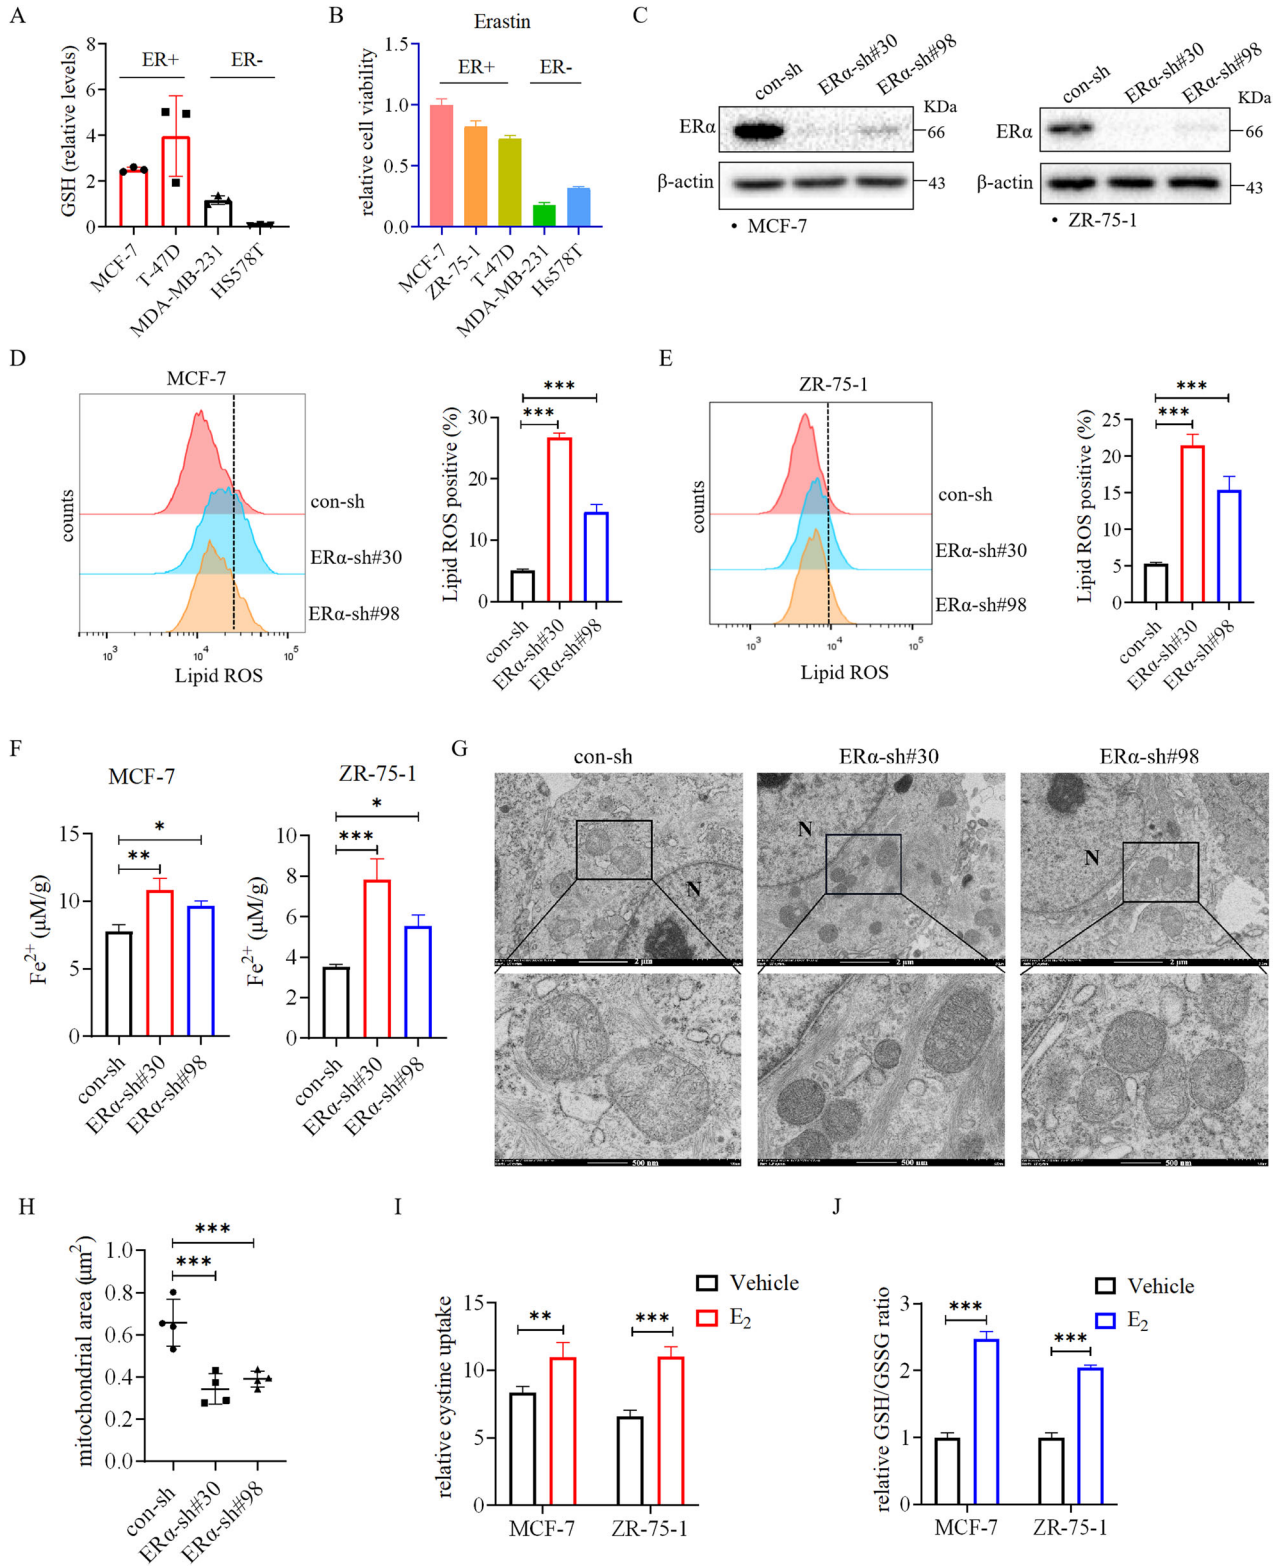 A
GSH (relative levels)
8
6
4
2
0
ER+
ER-
MCF-7
T-47D
MDA-MB-231
HS578T
B
Erastin
relative cell viability
1.5
1.0
0.5
0.0
ER+
ER-
MCF-7
ZR-75-1
T-47D
MDA-MB-231
Hs578T
C
con-sh
ERα-sh#30
ERα-sh#98
KDa
ERα
66
β-actin
43
• MCF-7
con-sh
ERα-sh#30
ERα-sh#98
KDa
ERα
66
β-actin
43
• ZR-75-1
D
MCF-7
counts
con-sh
ERα-sh#30
ERα-sh#98
10³
10⁴
10⁵
Lipid ROS
Lipid ROS positive (%)
30
20
10
0
***
***
con-sh
ERα-sh#30
ERα-sh#98
E
ZR-75-1
counts
con-sh
ERα-sh#30
ERα-sh#98
10³
10⁴
10⁵
Lipid ROS
Lipid ROS positive (%)
25
20
15
10
5
0
***
***
con-sh
ERα-sh#30
ERα-sh#98
F
MCF-7
Fe²⁺ (μM/g)
15
10
5
0
*
**
con-sh
ERα-sh#30
ERα-sh#98
ZR-75-1
Fe²⁺ (μM/g)
10
8
6
4
2
0
*
***
con-sh
ERα-sh#30
ERα-sh#98
G
con-sh
ERα-sh#30
ERα-sh#98
N
N
N
2 μm
2 μm
2 μm
500 nm
500 nm
500 nm
H
mitochondrial area (μm²)
1.0
0.8
0.6
0.4
0.2
0.0
***
***
con-sh
ERα-sh#30
ERα-sh#98
I
relative cystine uptake
15
10
5
0
Vehicle
E₂
**
***
MCF-7
ZR-75-1
J
relative GSH/GSSG ratio
3
2
1
0
Vehicle
E₂
***
***
MCF-7
ZR-75-1